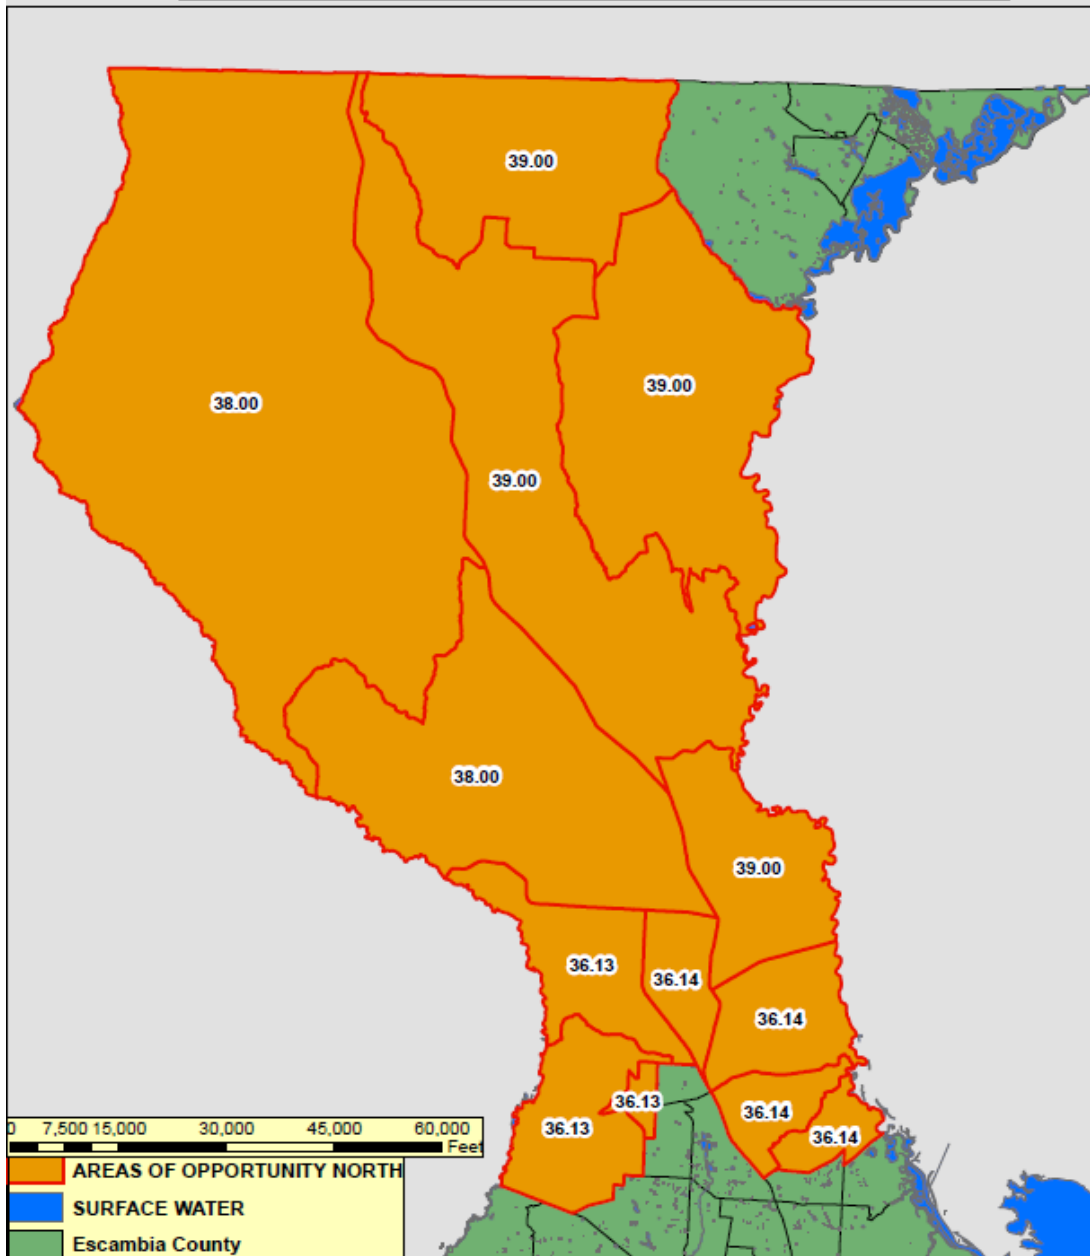 39.00
38.00
39.00
39.00
38.00
39.00
36.13
36.14
36.14
36.13
36.14
36.13
36.14
0 7,500 15,000 30,000 45,000 60,000
Feet
AREAS OF OPPORTUNITY NORTH
SURFACE WATER
Escambia County